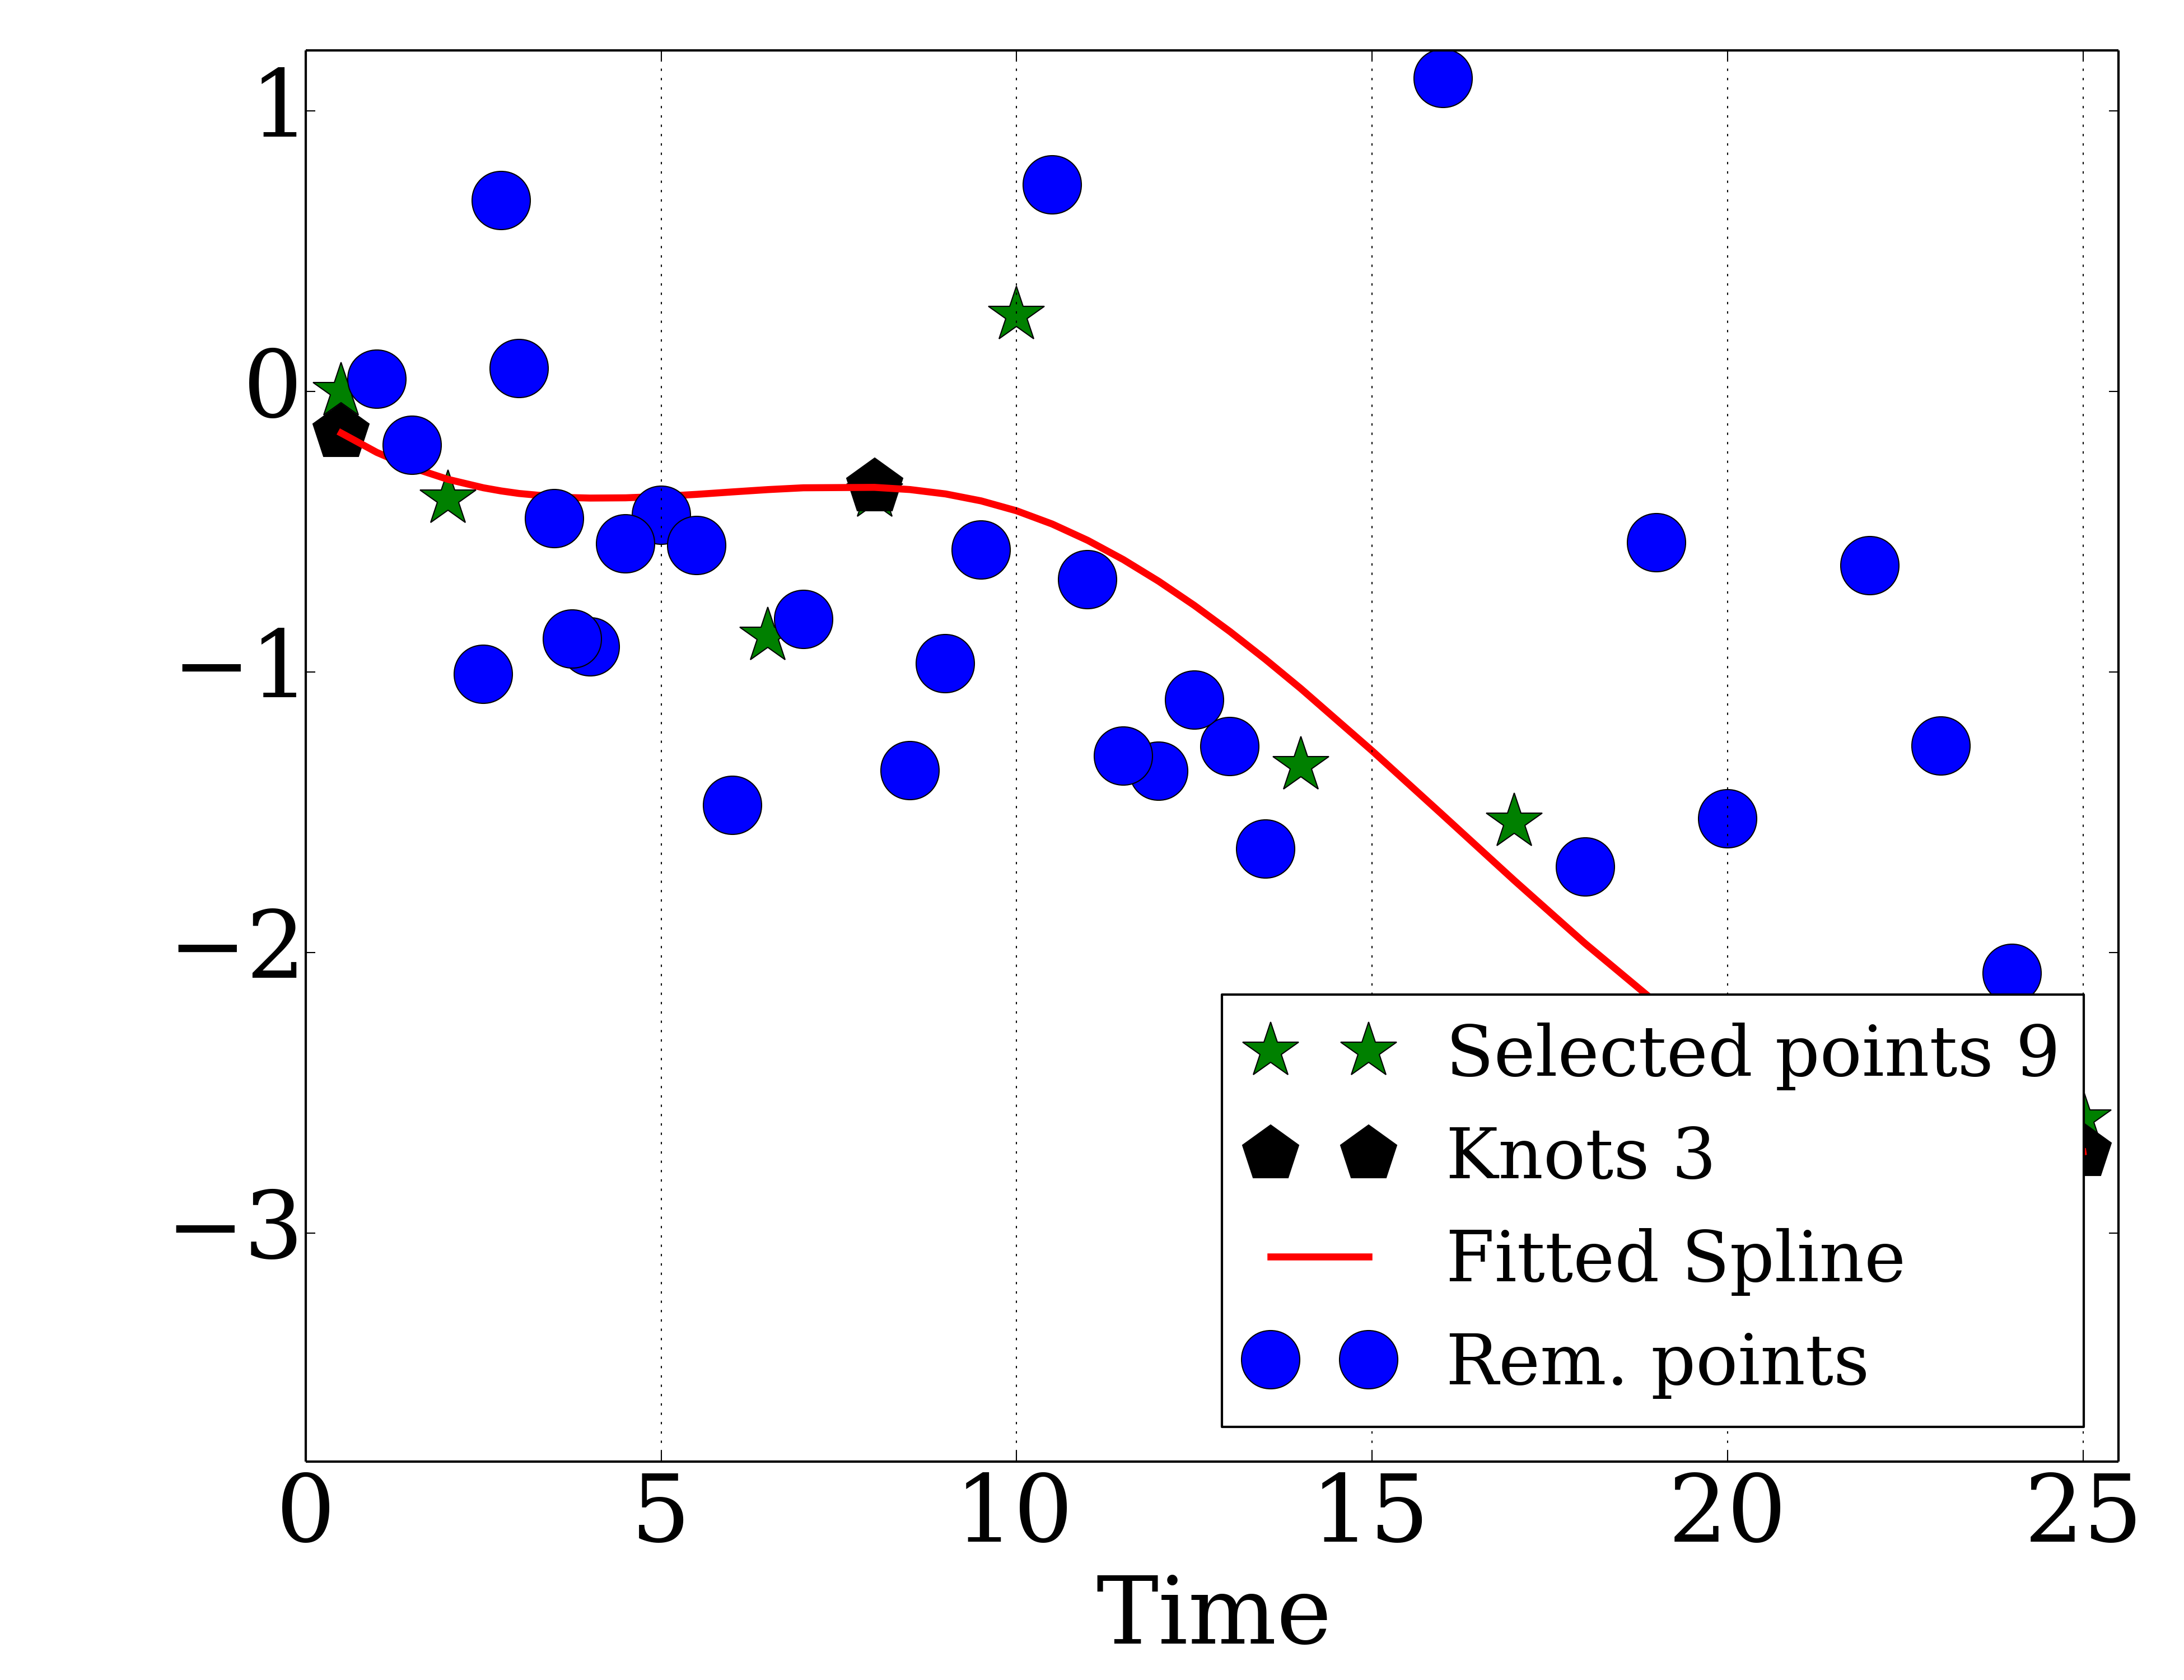 1
0
−1
−2
−3
Selected points 9
Knots 3
Fitted Spline
Rem. points
0 5 10 15 20 25
Time